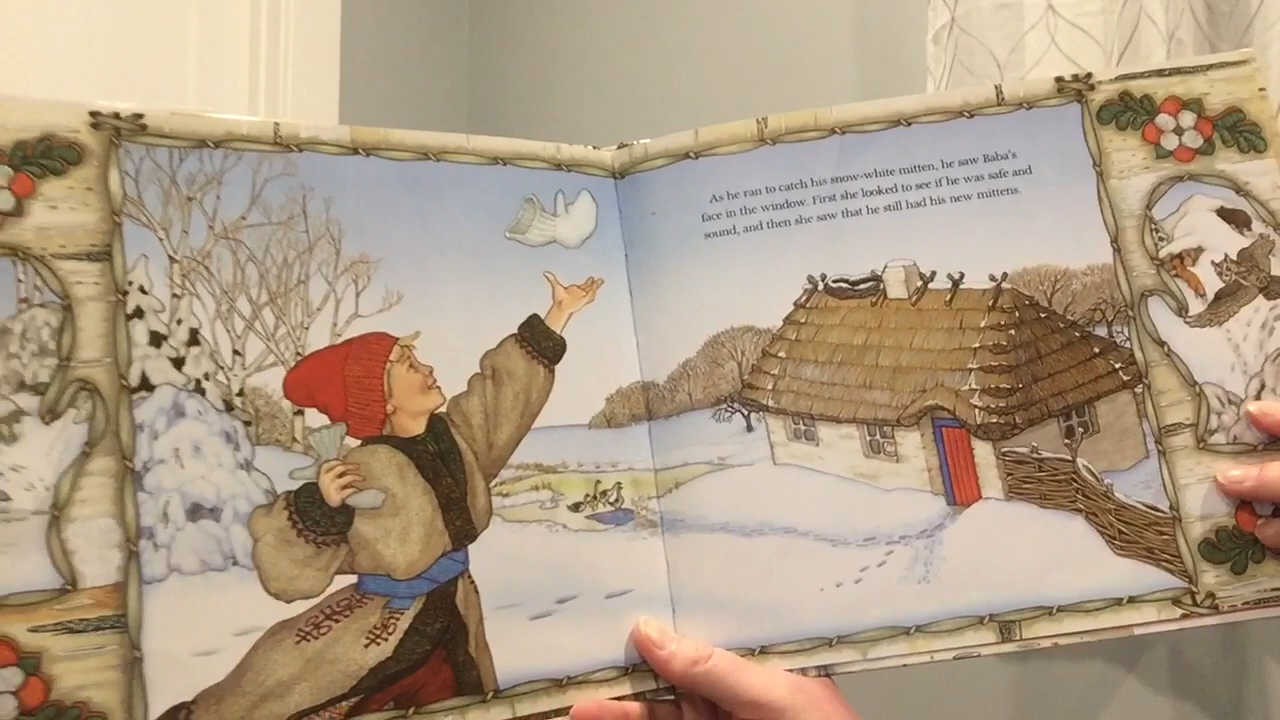 As he ran to catch his snow-white mitten, he saw Baba's
face in the window. First she looked to see if he was safe and
sound, and then she saw that he still had his new mittens.